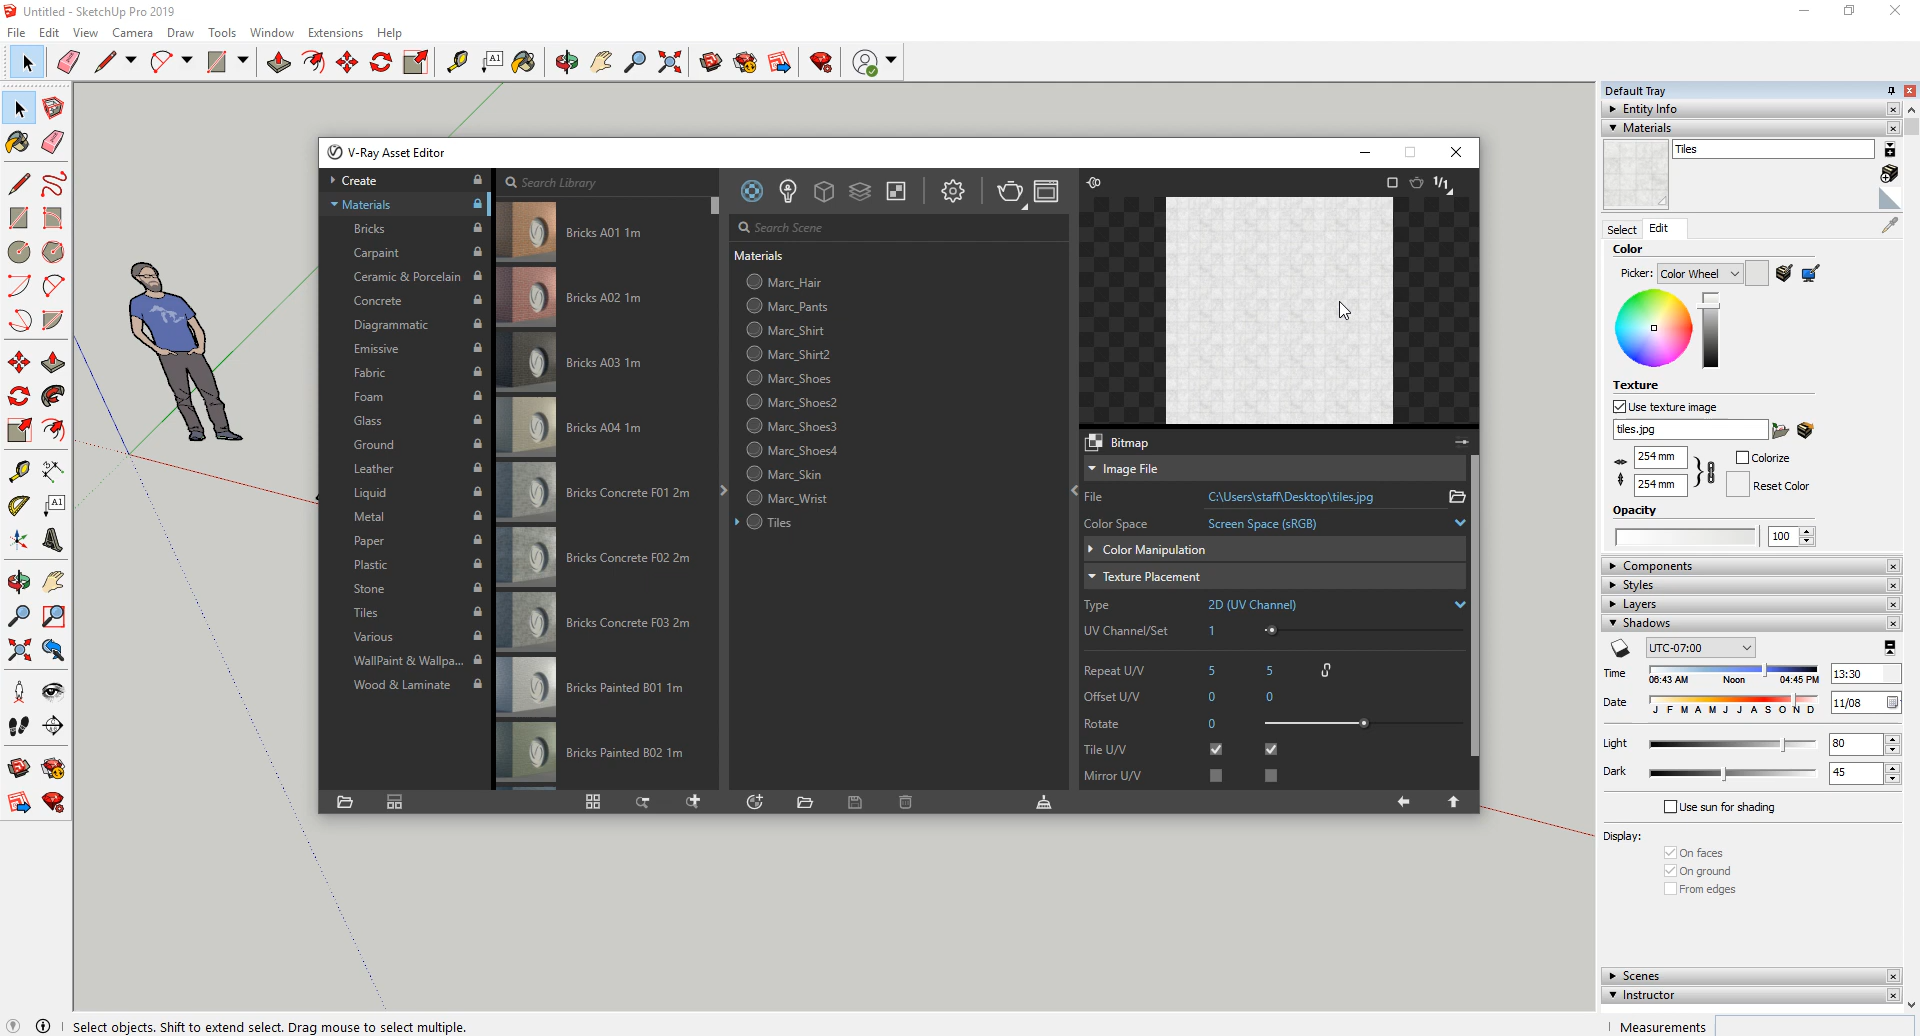 Untitled - SketchUp Pro 2019
File Edit View Camera Draw Tools Window Extensions Help
A1
Default Tray
Entity Info
Materials
Tiles
Select Edit
Color
Picker: Color Wheel
Texture
Use texture image
tiles.jpg
254 mm
Colorize
254 mm
Reset Color
Opacity
100
Components
Styles
Layers
Shadows
UTC-07:00
Time
06:43 AM Noon 04:45 PM
13:30
Date
J F M A M J J A S O N D
11/08
Light
80
Dark
45
Use sun for shading
Display:
On faces
On ground
From edges
Scenes
Instructor
V-Ray Asset Editor
Create
Materials
Bricks
Carpaint
Ceramic & Porcelain
Concrete
Diagrammatic
Emissive
Fabric
Foam
Glass
Ground
Leather
Liquid
Metal
Paper
Plastic
Stone
Tiles
Various
WallPaint & Wallpa...
Wood & Laminate
Search Library
Bricks A01 1m
Bricks A02 1m
Bricks A03 1m
Bricks A04 1m
Bricks Concrete F01 2m
Bricks Concrete F02 2m
Bricks Concrete F03 2m
Bricks Painted B01 1m
Bricks Painted B02 1m
Search Scene
Materials
Marc_Hair
Marc_Pants
Marc_Shirt
Marc_Shirt2
Marc_Shoes
Marc_Shoes2
Marc_Shoes3
Marc_Shoes4
Marc_Skin
Marc_Wrist
Tiles
1/1
Bitmap
Image File
File C:\Users\staff\Desktop\tiles.jpg
Color Space Screen Space (sRGB)
Color Manipulation
Texture Placement
Type 2D (UV Channel)
UV Channel/Set 1
Repeat U/V 5 5
Offset U/V 0 0
Rotate 0
Tile U/V
Mirror U/V
A1
Select objects. Shift to extend select. Drag mouse to select multiple.
Measurements